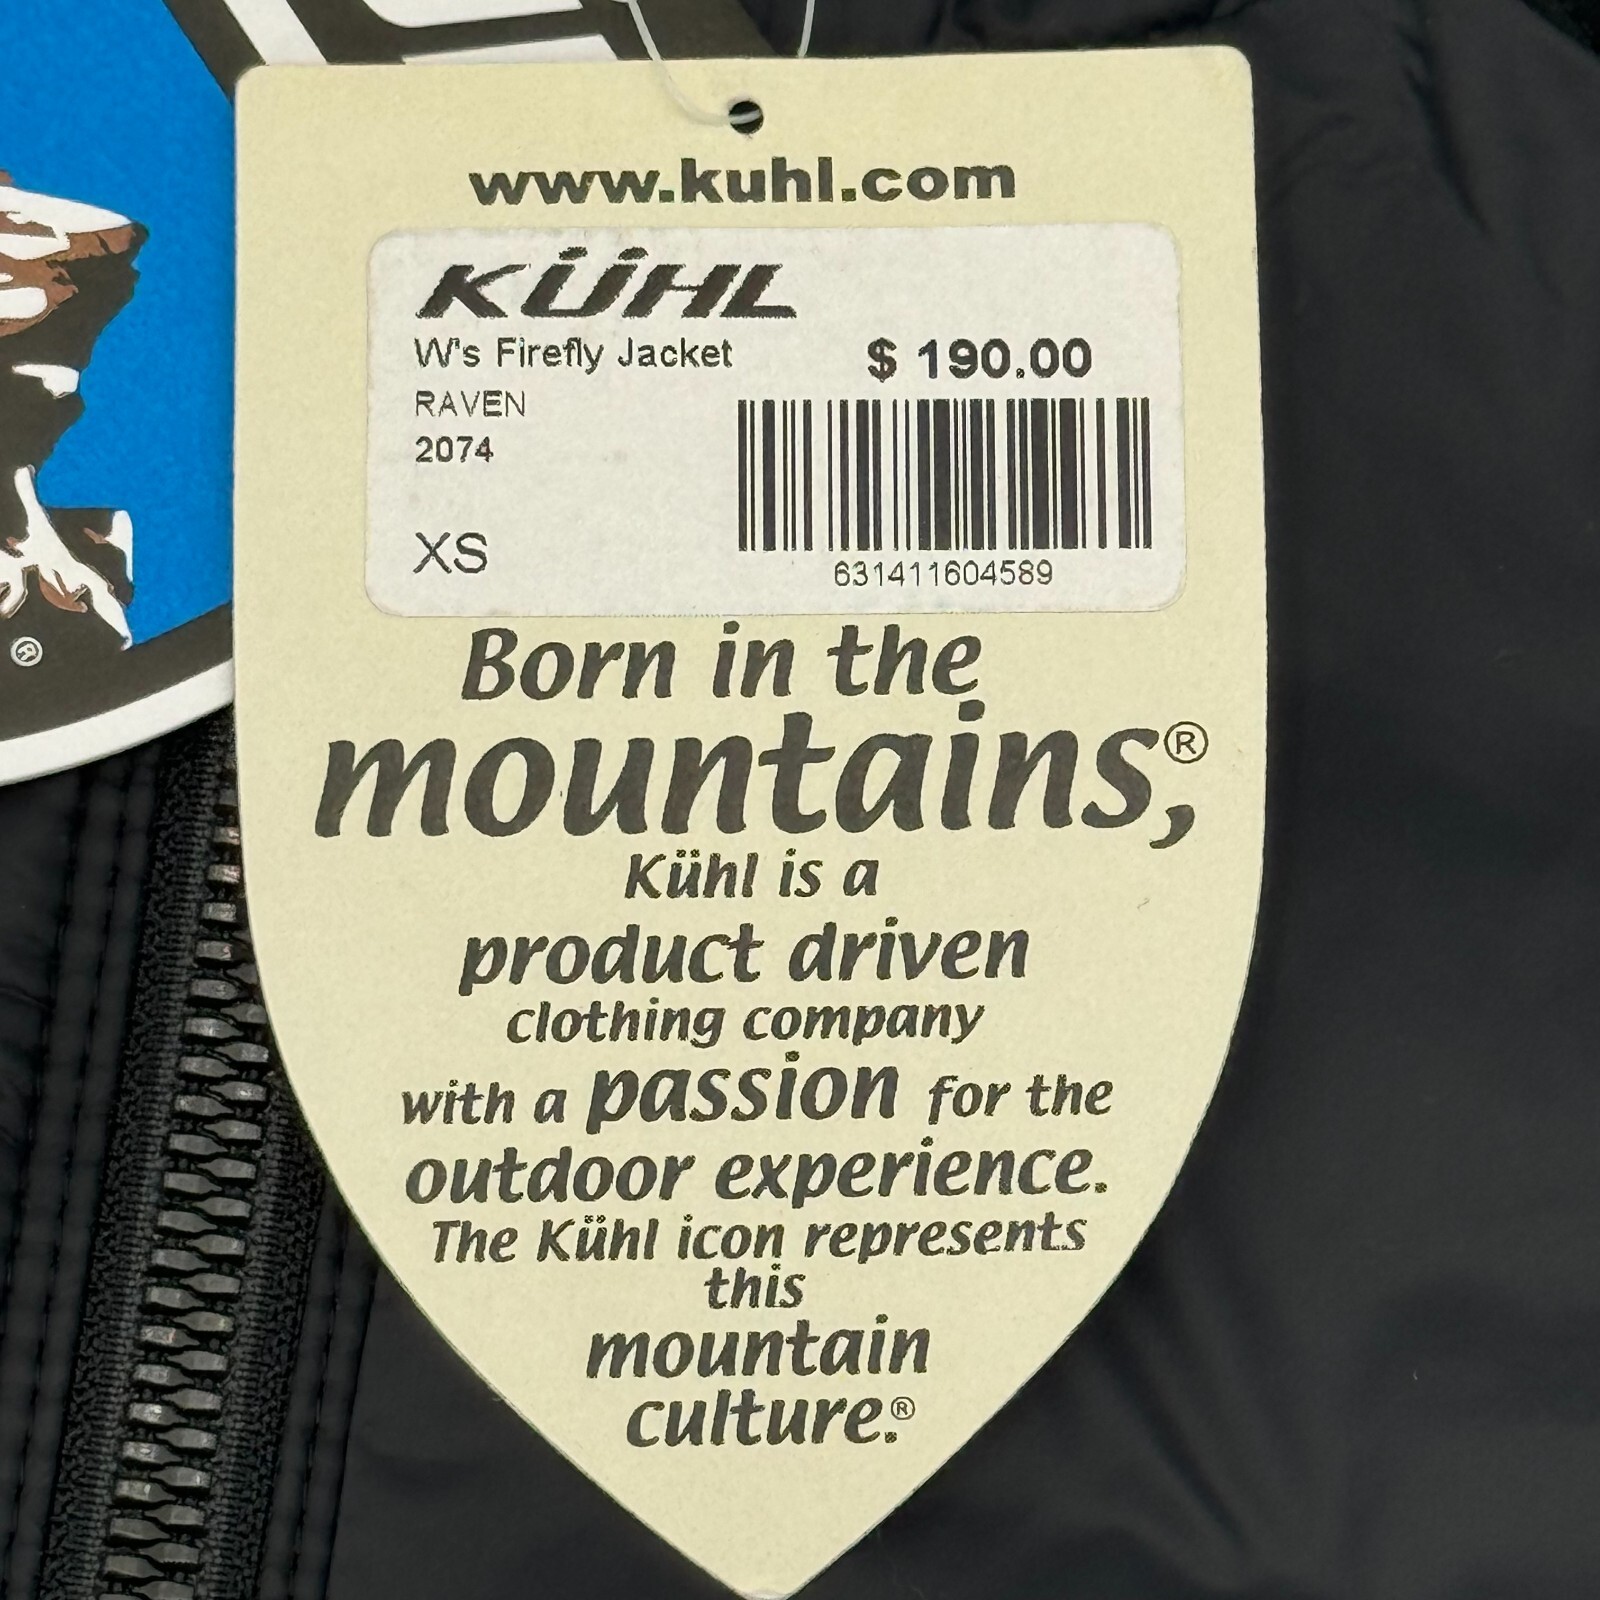 www.kuhl.com
KÜHL
W's Firefly Jacket $ 190.00
RAVEN
2074
XS
631411604589
Born in the
mountains,®
Kühl is a
product driven
clothing company
with a passion for the
outdoor experience.
The Kühl icon represents
this
mountain
culture.®
®